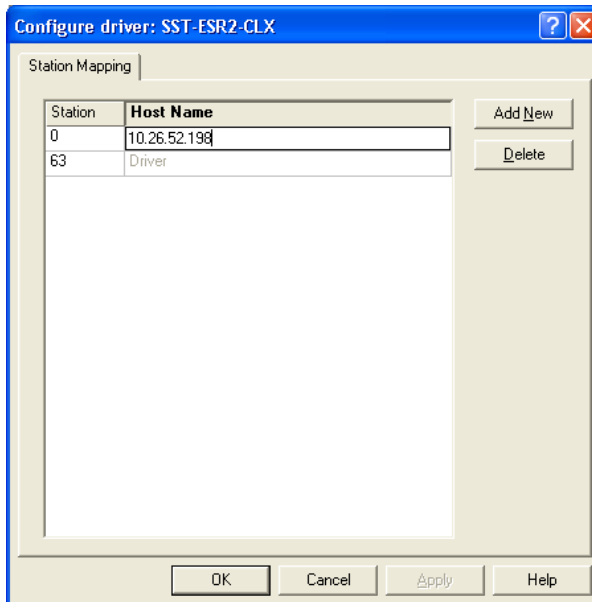 Configure driver: SST-ESR2-CLX
Station Mapping
Station Host Name
0 10.26.52.198
63 Driver
Add New
Delete
OK Cancel Apply Help